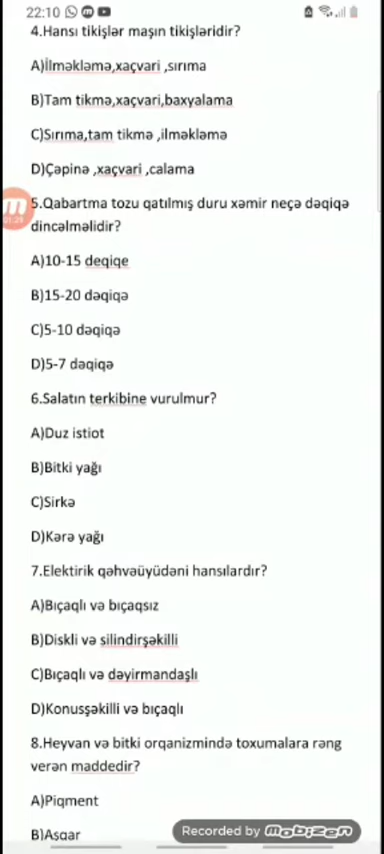 22:10
4.Hansı tikişlər maşın tikişləridir?
A)İlməkləmə,xaçvari ,sırıma
B)Tam tikmə,xaçvari,baxyalama
C)Sırıma,tam tikmə ,ilməkləmə
D)Çəpinə ,xaçvari ,calama
5.Qabartma tozu qatılmış duru xəmir neçə dəqiqə
dincəlməlidir?
A)10-15 deqiqe
B)15-20 dəqiqə
C)5-10 dəqiqə
D)5-7 dəqiqə
6.Salatın terkibine vurulmur?
A)Duz istiot
B)Bitki yağı
C)Sirkə
D)Kərə yağı
7.Elektirik qəhvəüyüdəni hansılardır?
A)Bıçaqlı və bıçaqsız
B)Diskli və silindirşəkilli
C)Bıçaqlı və dəyirmandaşlı
D)Konusşəkilli və bıçaqlı
8.Heyvan və bitki orqanizmində toxumalara rəng
verən maddedir?
A)Piqment
B)Aşqar
Recorded by mobizen